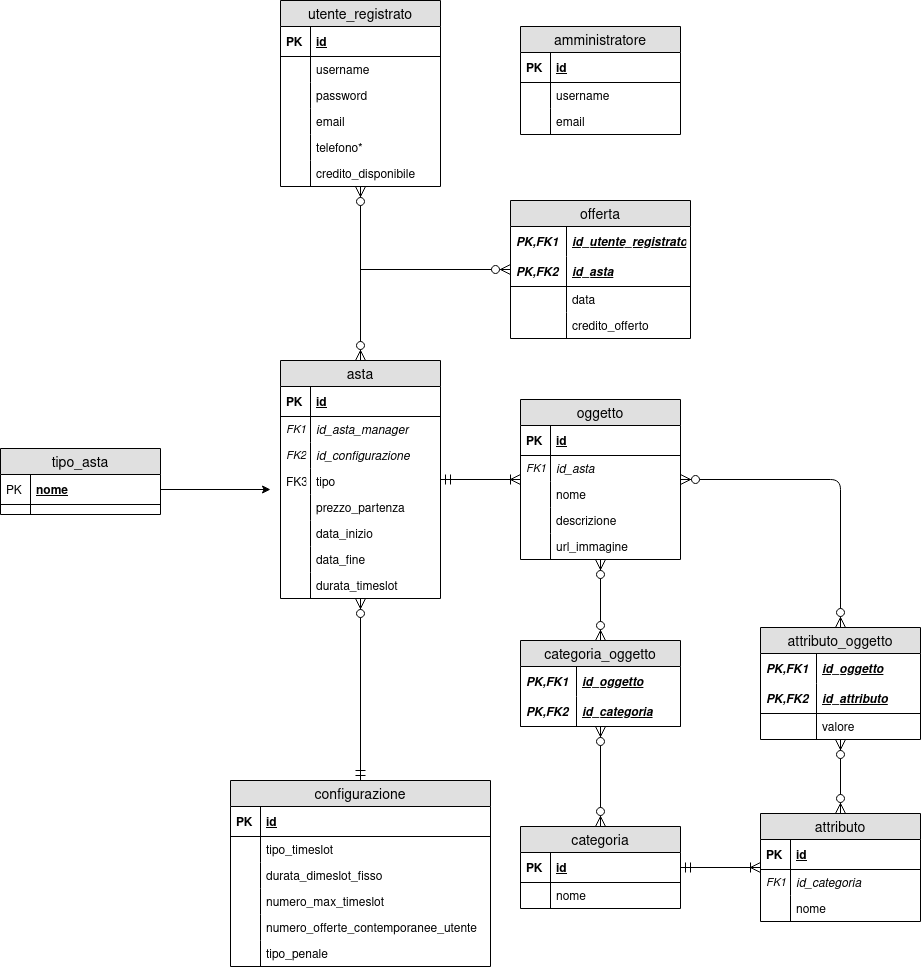 utente_registrato
PK id
username
password
email
telefono*
credito_disponibile
amministratore
PK id
username
email
offerta
PK,FK1 id_utente_registrato
PK,FK2 id_asta
data
credito_offerto
asta
PK id
FK1 id_asta_manager
FK2 id_configurazione
FK3 tipo
prezzo_partenza
data_inizio
data_fine
durata_timeslot
tipo_asta
PK nome
oggetto
PK id
FK1 id_asta
nome
descrizione
url_immagine
categoria_oggetto
PK,FK1 id_oggetto
PK,FK2 id_categoria
attributo_oggetto
PK,FK1 id_oggetto
PK,FK2 id_attributo
valore
configurazione
PK id
tipo_timeslot
durata_dimeslot_fisso
numero_max_timeslot
numero_offerte_contemporanee_utente
tipo_penale
categoria
PK id
nome
attributo
PK id
FK1 id_categoria
nome